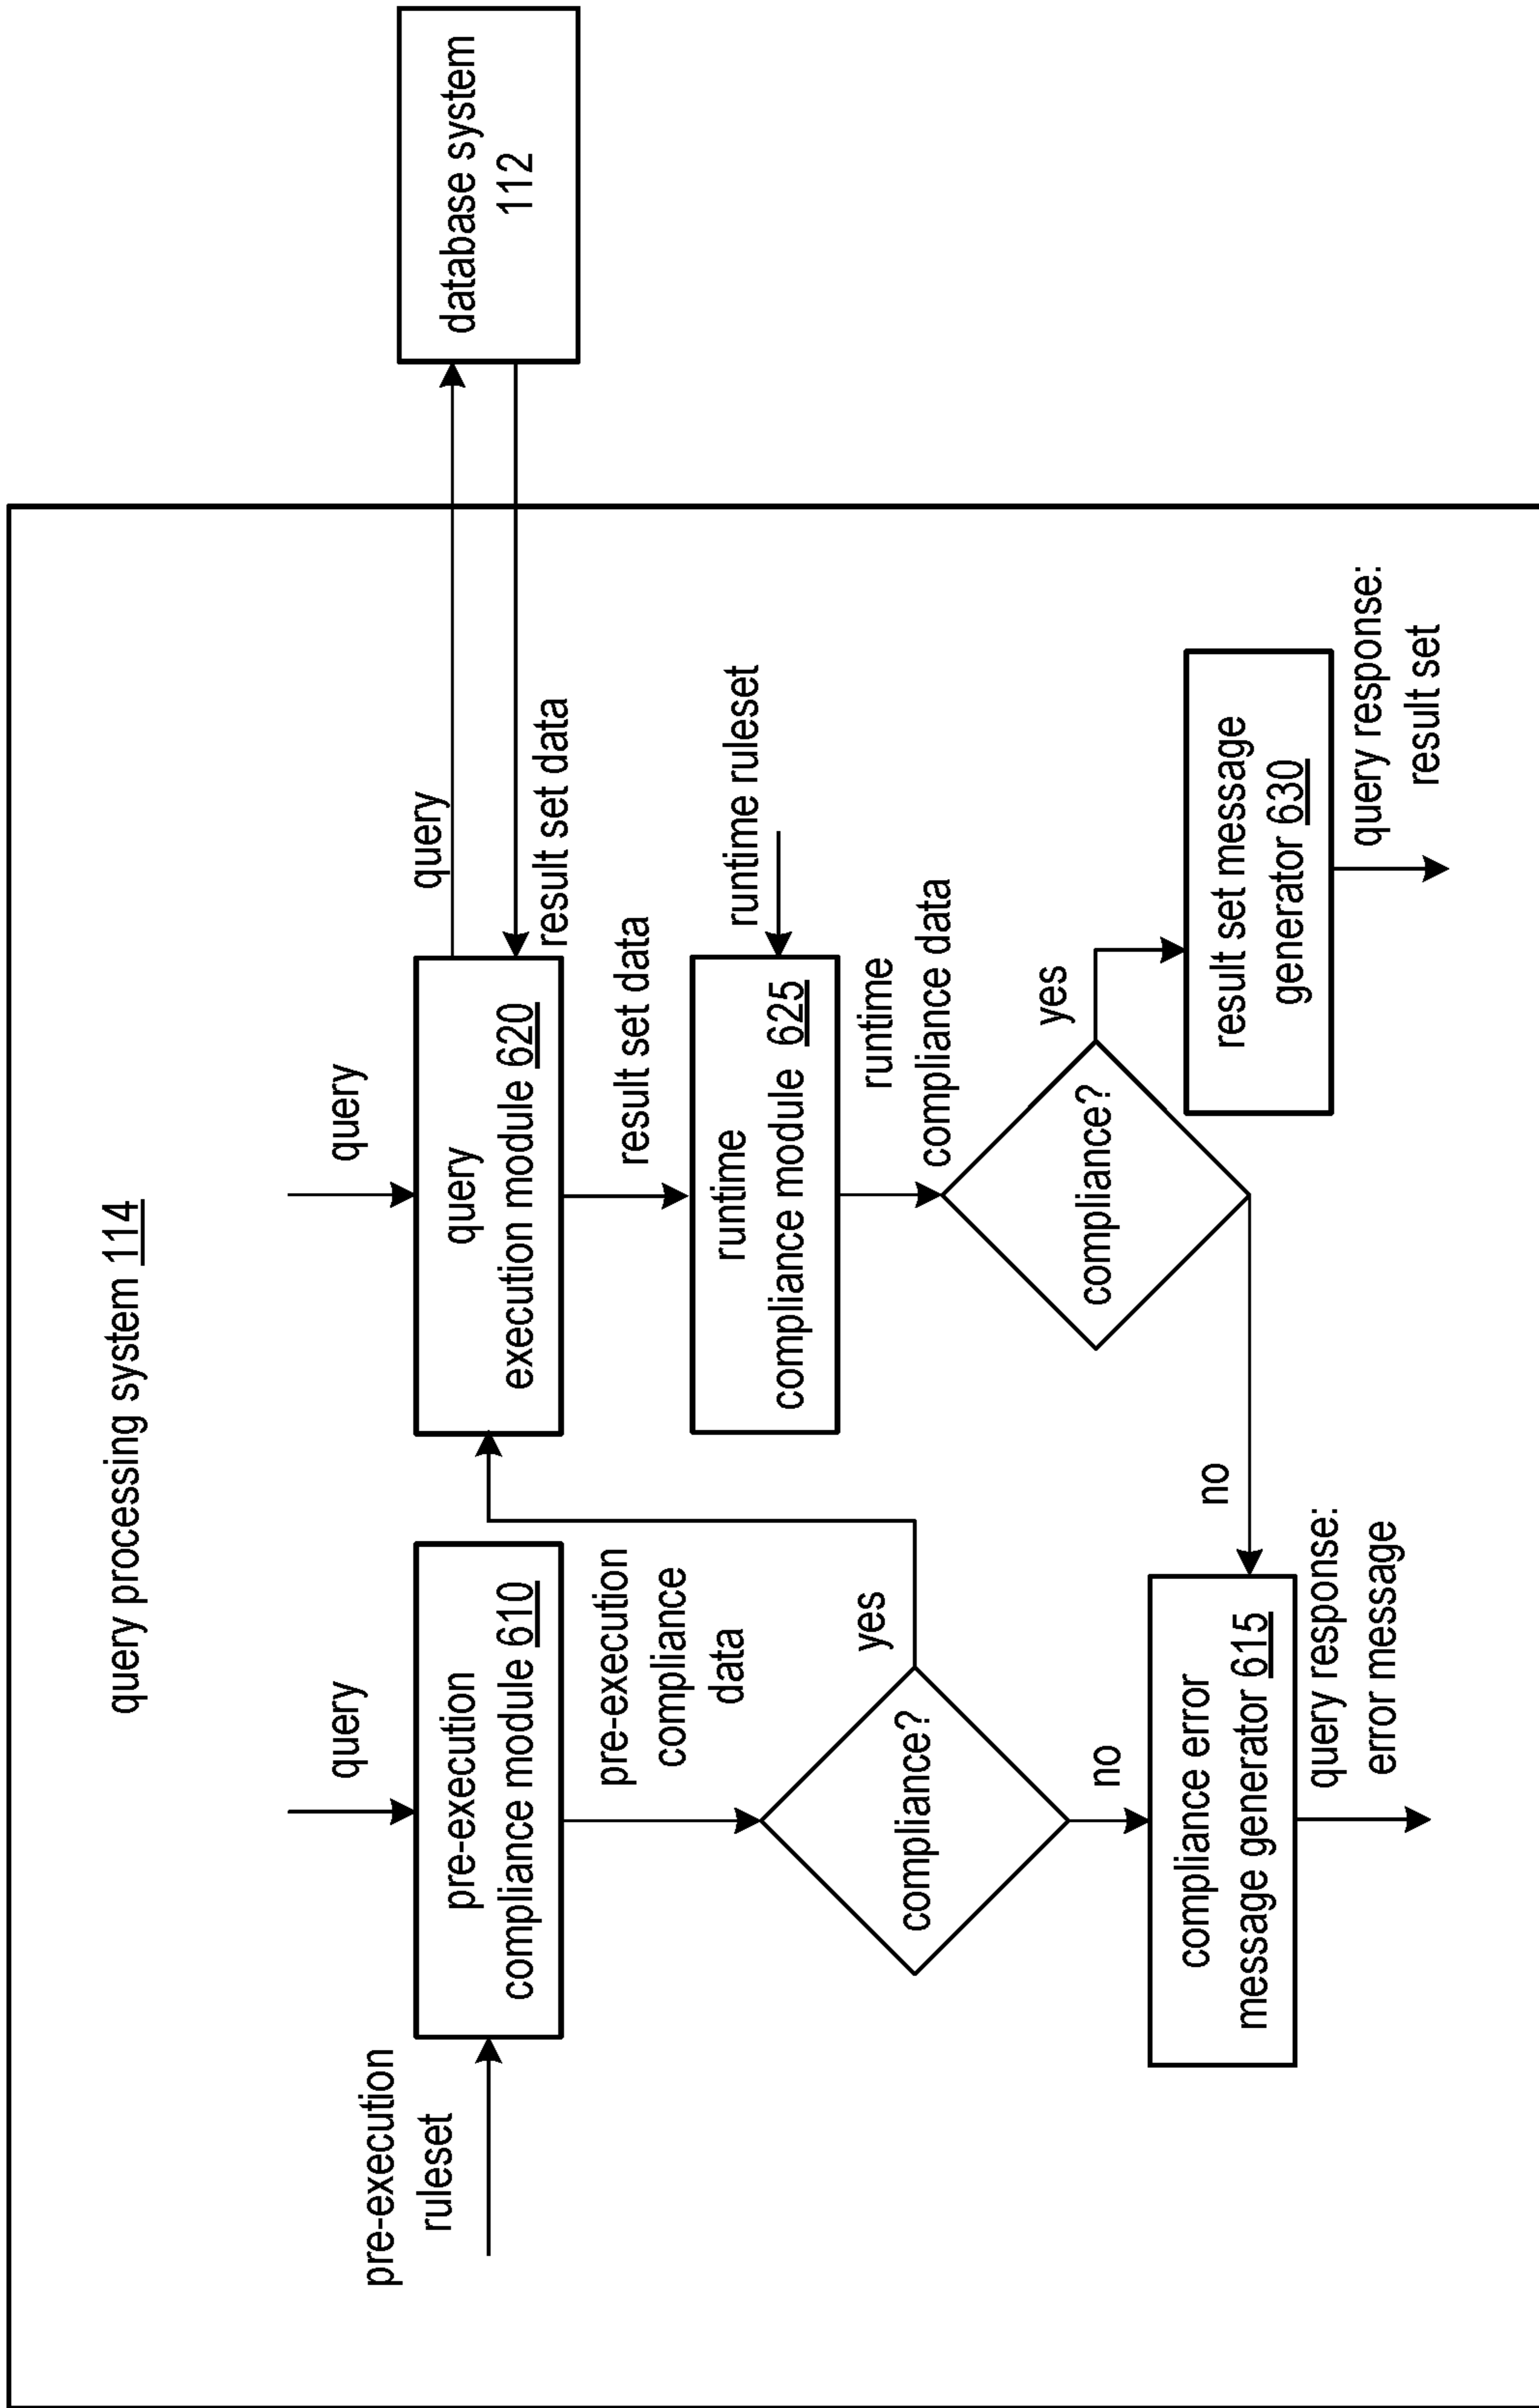 query processing system 114
pre-execution
ruleset
query
pre-execution
compliance module 610
pre-execution
compliance
data
compliance?
yes
no
compliance error
message generator 615
query response:
error message
query
query
execution module 620
query
result set data
database system
112
result set data
runtime
compliance module 625
runtime ruleset
runtime
compliance data
compliance?
yes
no
result set message
generator 630
query response:
result set